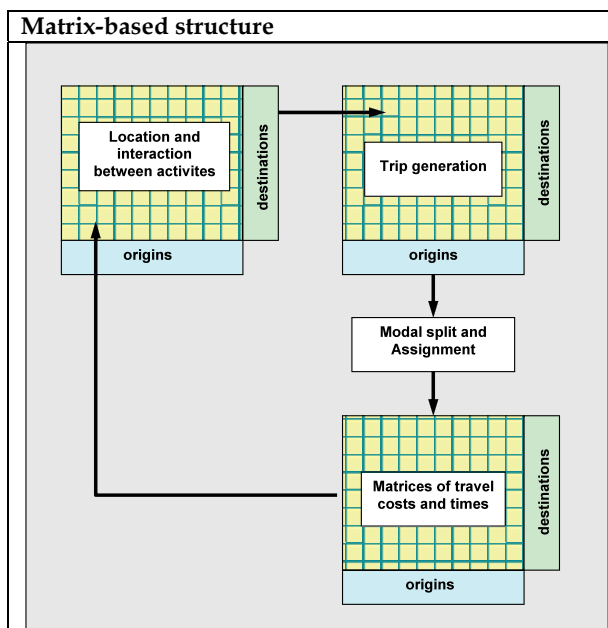 Matrix-based structure
Location and
interaction
between activites
destinations
origins
Trip generation
destinations
origins
Modal split and
Assignment
Matrices of travel
costs and times
destinations
origins